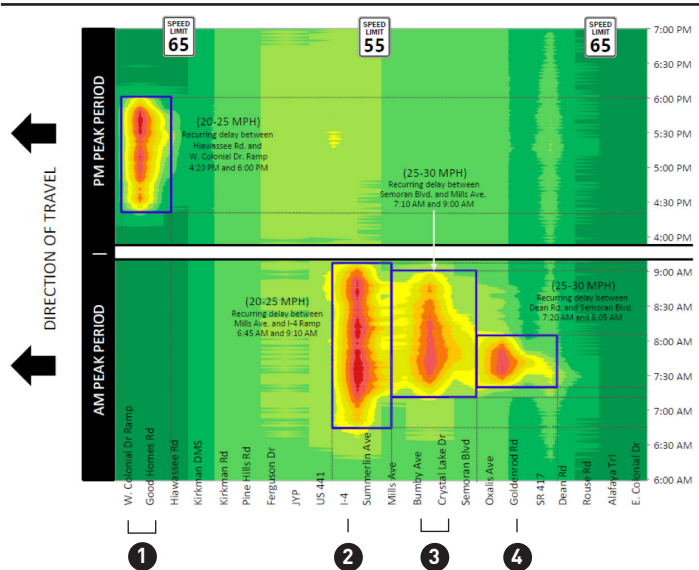 SPEED
LIMIT
65
SPEED
LIMIT
55
SPEED
LIMIT
65
7:00 PM
6:30 PM
6:00 PM
5:30 PM
5:00 PM
4:30 PM
4:00 PM
9:00 AM
8:30 AM
8:00 AM
7:30 AM
7:00 AM
6:30 AM
6:00 AM
DIRECTION OF TRAVEL
PM PEAK PERIOD
|
AM PEAK PERIOD
(20-25 MPH)
Recurring delay between
Hiawassee Rd. and
W. Colonial Dr. Ramp
4:20 PM and 6:00 PM
(25-30 MPH)
Recurring delay between
Semoran Blvd. and Mills Ave.
7:10 AM and 9:00 AM
(20-25 MPH)
Recurring delay between
Mills Ave. and I-4 Ramp
6:45 AM and 9:10 AM
(25-30 MPH)
Recurring delay between
Dean Rd. and Semoran Blvd.
7:20 AM and 8:05 AM
W. Colonial Dr Ramp
Good Homes Rd
Hiawassee Rd
Kirkman DMS
Kirkman Rd
Pine Hills Rd
Ferguson Dr
JYP
US 441
I-4
Summerlin Ave
Mills Ave
Bumby Ave
Crystal Lake Dr
Semoran Blvd
Oxalis Ave
Goldenrod Rd
SR 417
Dean Rd
Rouse Rd
Alafaya Trl
E. Colonial Dr
1
2
3
4